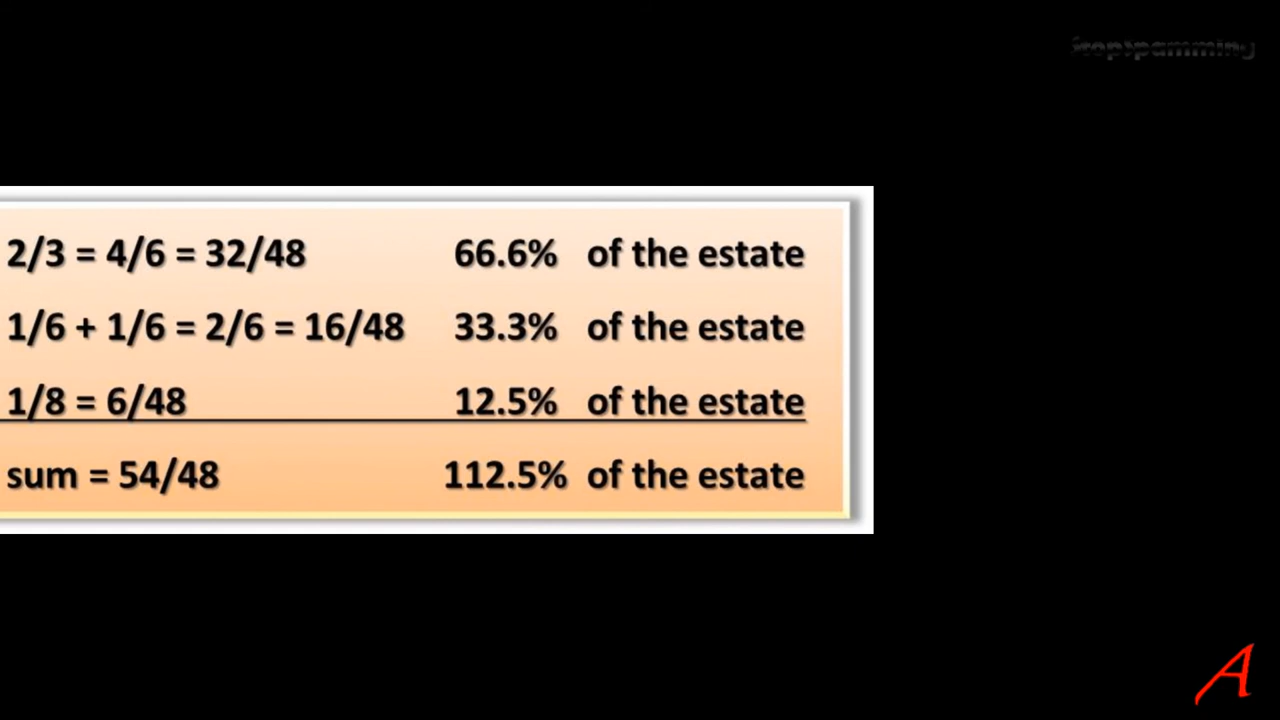 2/3 = 4/6 = 32/48 66.6% of the estate
1/6 + 1/6 = 2/6 = 16/48 33.3% of the estate
1/8 = 6/48 12.5% of the estate
sum = 54/48 112.5% of the estate
A